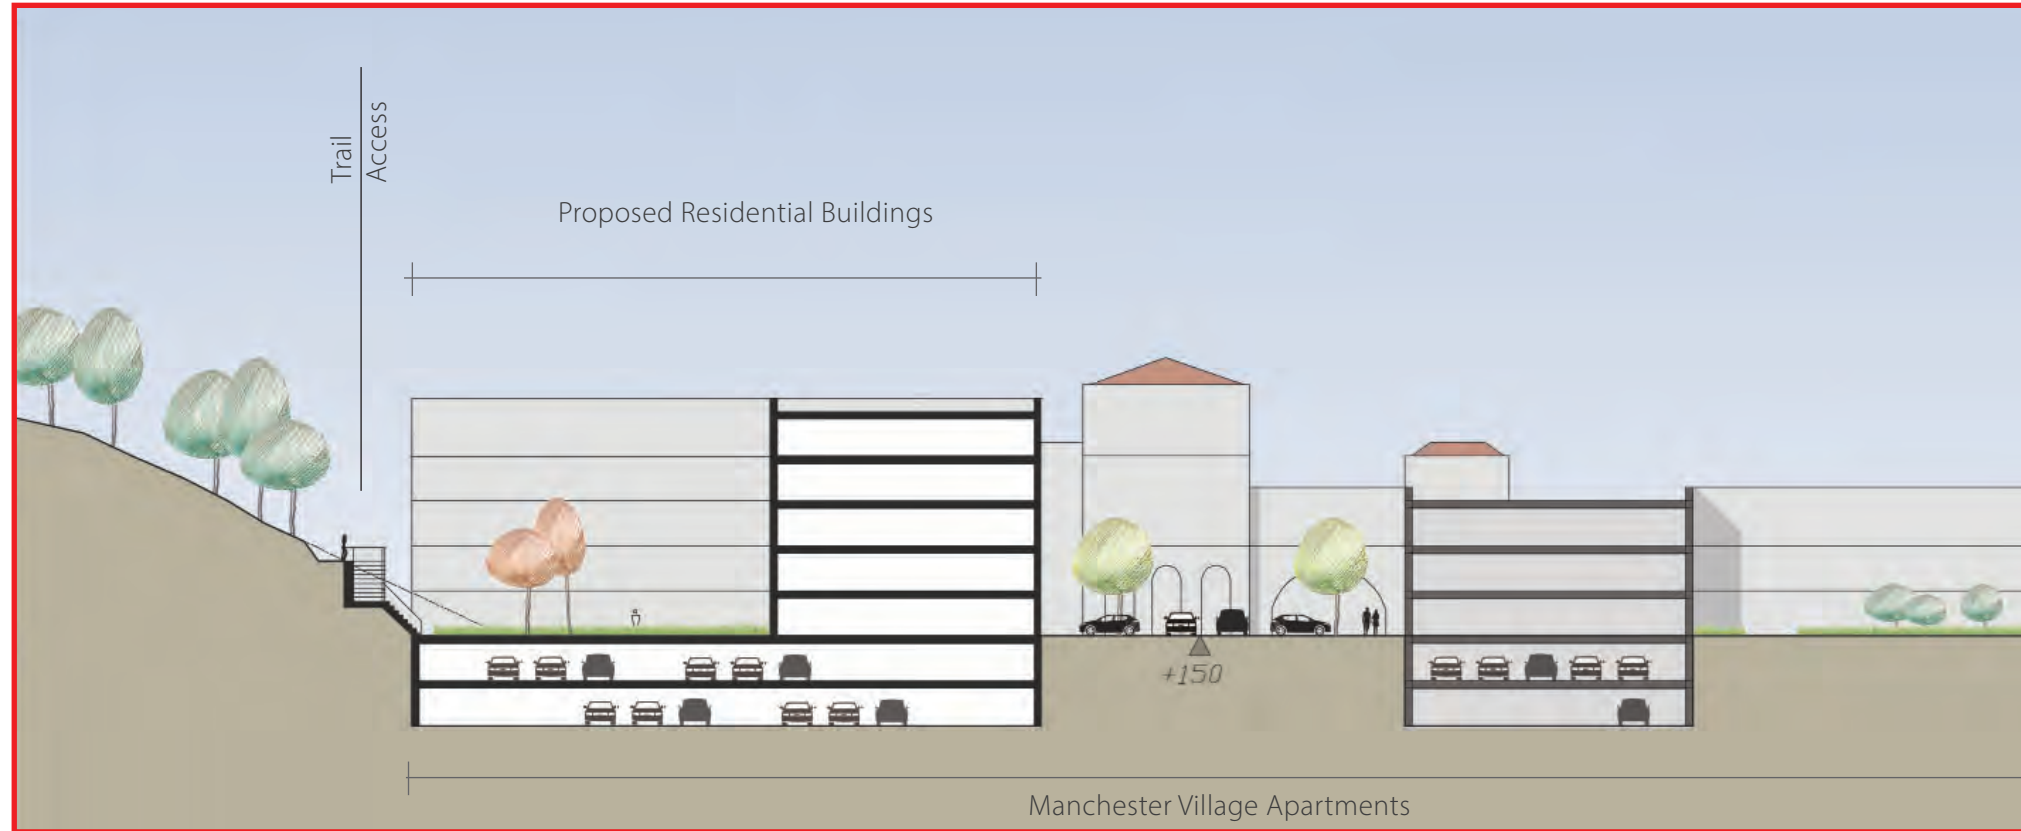 Trail
Access
Proposed Residential Buildings
+150
Manchester Village Apartments